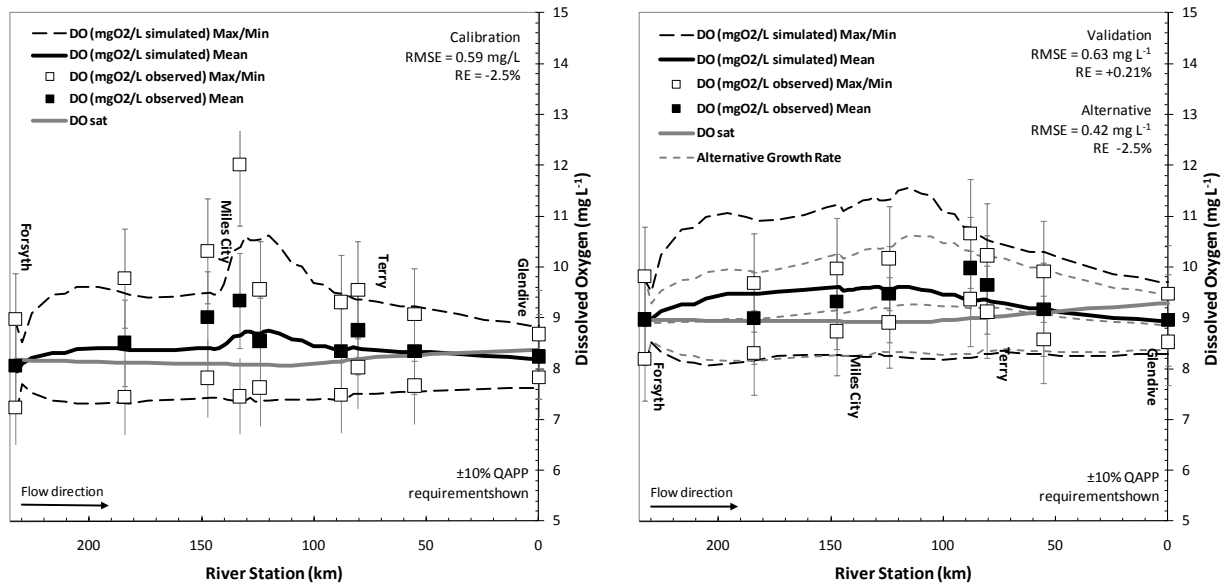 DO (mgO2/L simulated) Max/Min
DO (mgO2/L simulated) Mean
DO (mgO2/L observed) Max/Min
DO (mgO2/L observed) Mean
DO sat
Calibration
RMSE = 0.59 mg/L
RE = -2.5%
Forsyth
Miles City
Terry
Glendive
Flow direction
±10% QAPP
requirementshown
15
14
13
12
11
10
9
8
7
6
5
Dissolved Oxygen (mg L-1)
200
150
100
50
0
River Station (km)
DO (mgO2/L simulated) Max/Min
DO (mgO2/L simulated) Mean
DO (mgO2/L observed) Max/Min
DO (mgO2/L observed) Mean
DO sat
Alternative Growth Rate
Validation
RMSE = 0.63 mg L-1
RE = +0.21%
Alternative
RMSE = 0.42 mg L-1
RE -2.5%
Forsyth
Miles City
Terry
Glendive
Flow direction
±10% QAPP
requirementshown
15
14
13
12
11
10
9
8
7
6
5
Dissolved Oxygen (mg L-1)
200
150
100
50
0
River Station (km)